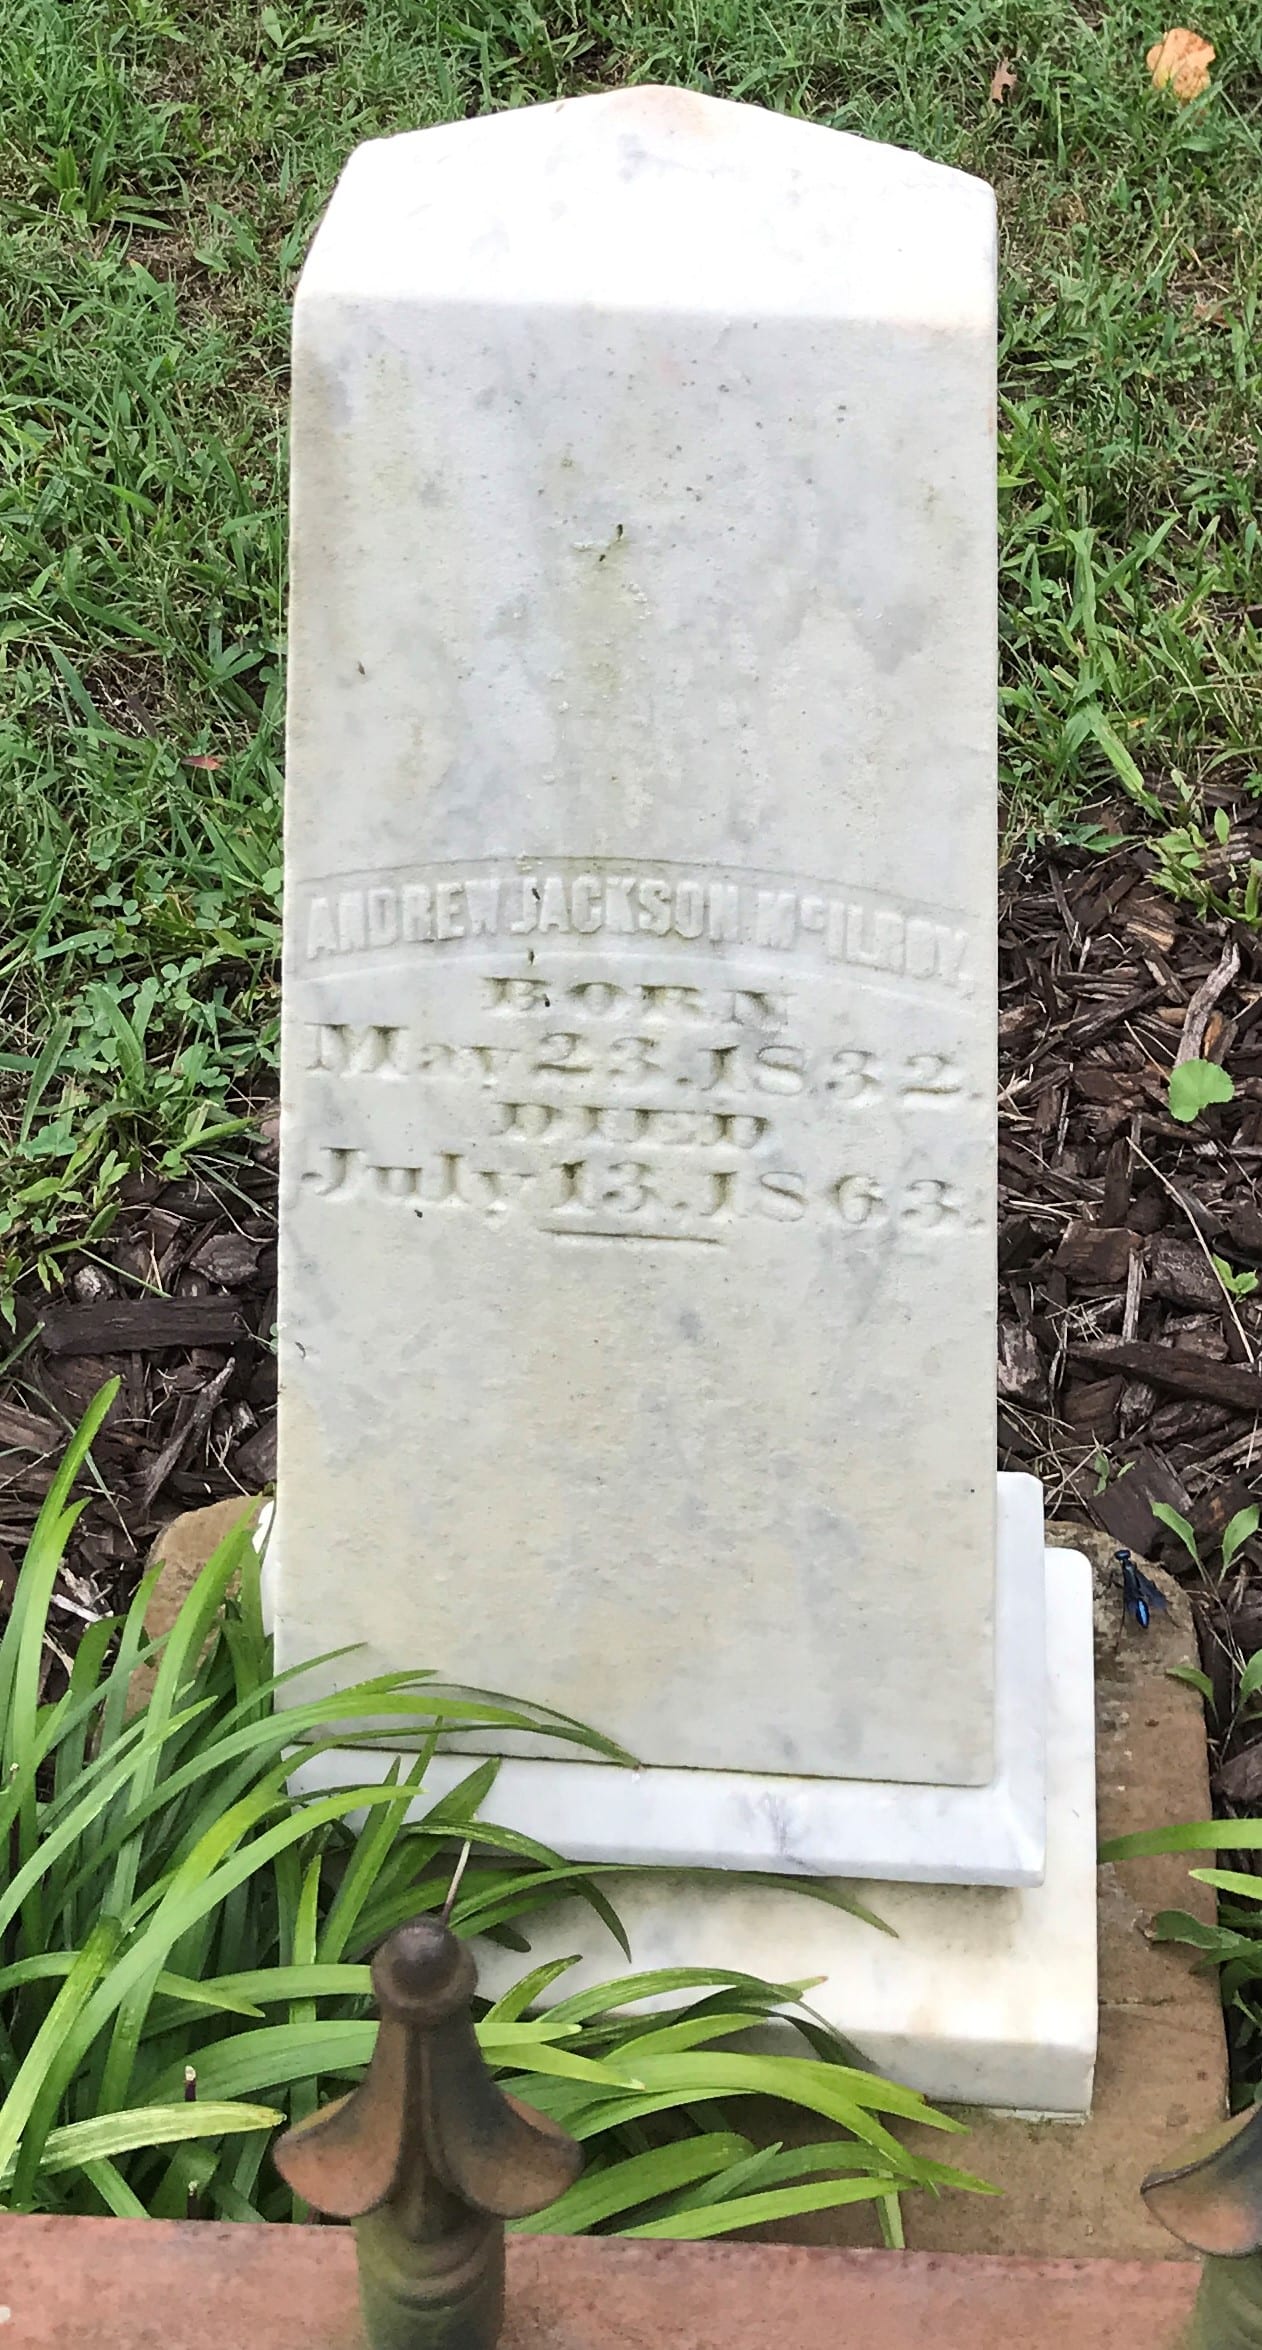 ANDREW JACKSON McILROY.
BORN
May 23. 1832.
DIED
July 13. 1863.